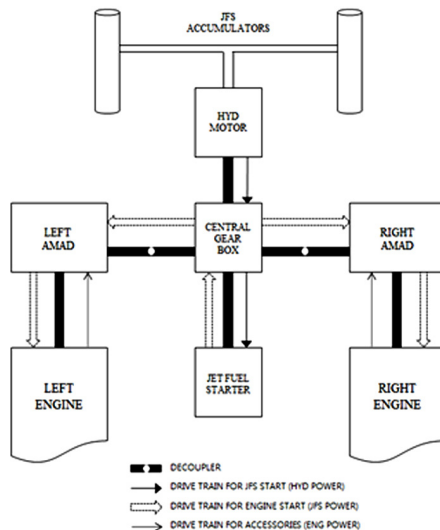 JFS
ACCUMULATORS
HYD
MOTOR
LEFT
AMAD
CENTRAL
GEAR
BOX
RIGHT
AMAD
LEFT
ENGINE
JET FUEL
STARTER
RIGHT
ENGINE
DECOUPLER
DRIVE TRAIN FOR JFS START (HYD POWER)
DRIVE TRAIN FOR ENGINE START (JFS POWER)
DRIVE TRAIN FOR ACCESSORIES (ENG POWER)